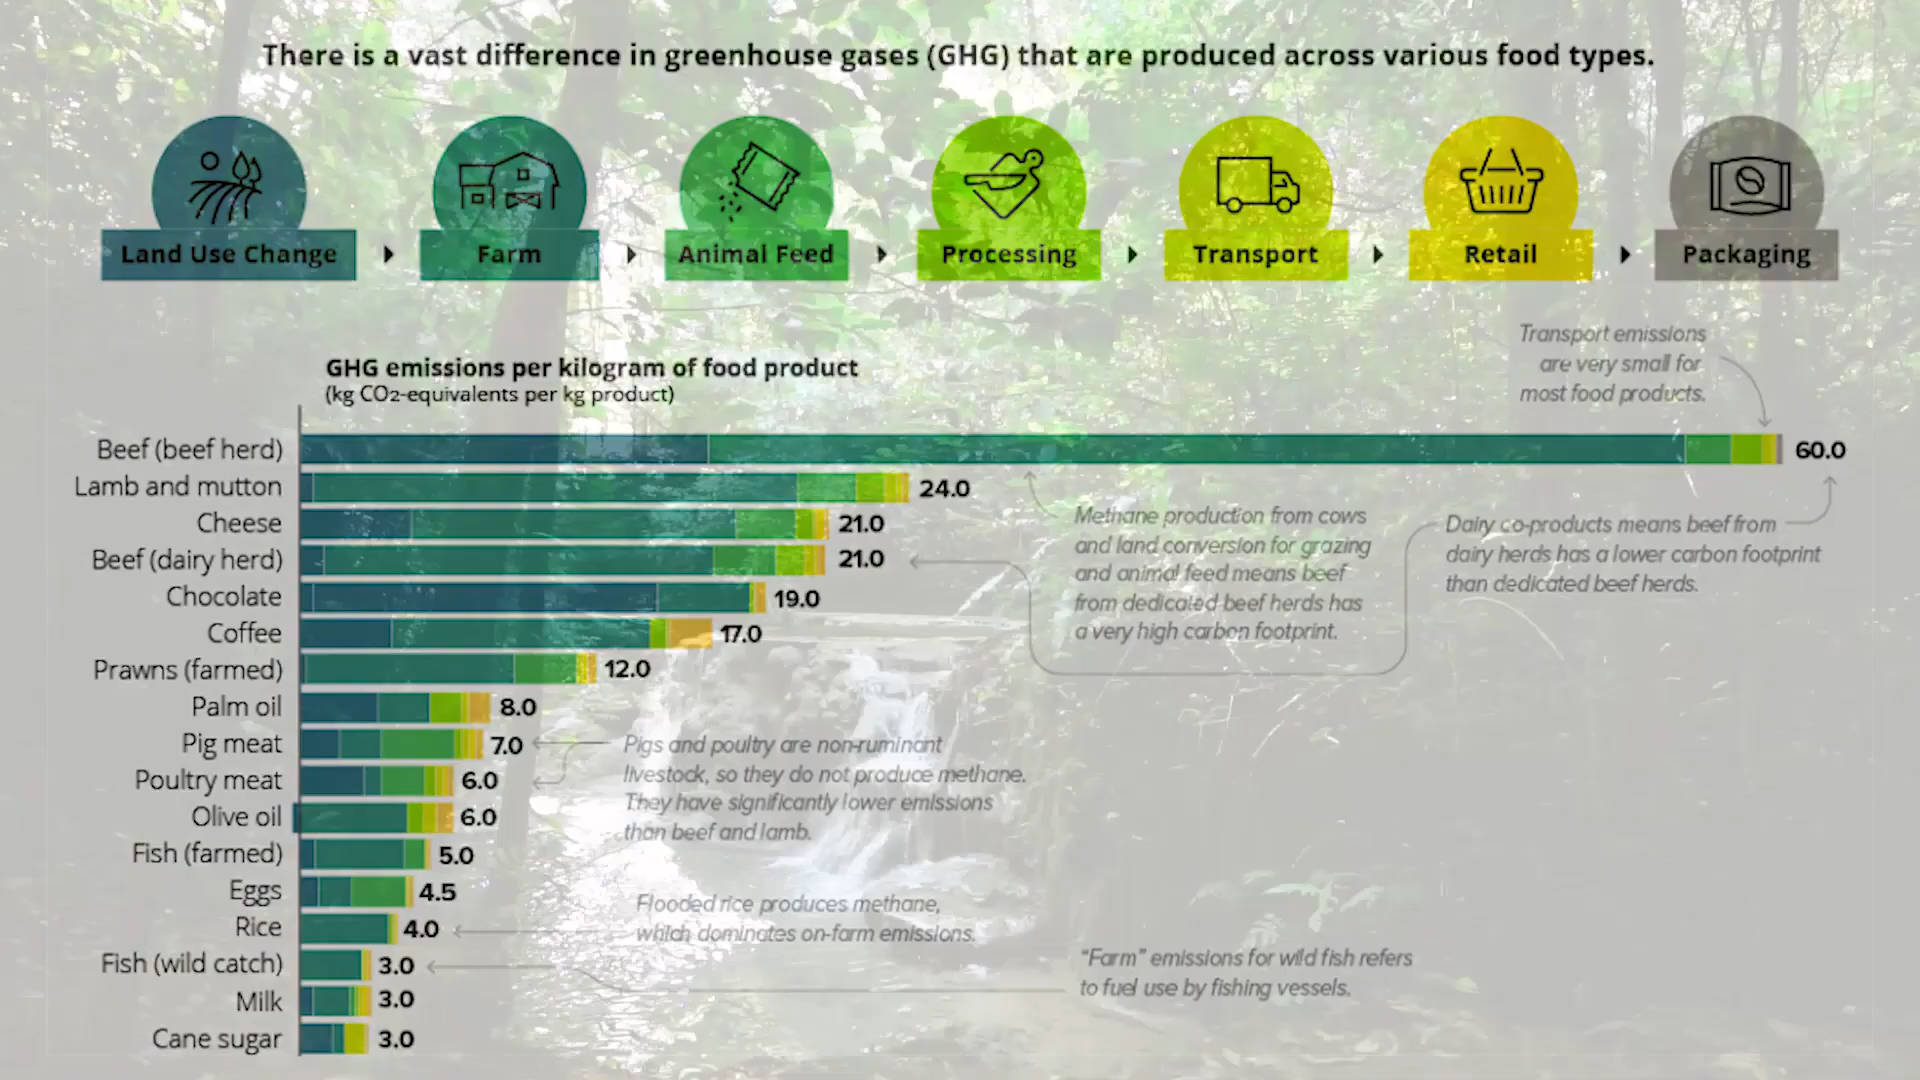 There is a vast difference in greenhouse gases (GHG) that are produced across various food types.
Land Use Change
Farm
Animal Feed
Processing
Transport
Retail
Packaging
Transport emissions
are very small for
most food products.
GHG emissions per kilogram of food product
(kg CO2-equivalents per kg product)
Beef (beef herd) 60.0
Lamb and mutton 24.0
Cheese 21.0
Beef (dairy herd) 21.0
Chocolate 19.0
Coffee 17.0
Prawns (farmed) 12.0
Palm oil 8.0
Pig meat 7.0
Poultry meat 6.0
Olive oil 6.0
Fish (farmed) 5.0
Eggs 4.5
Rice 4.0
Fish (wild catch) 3.0
Milk 3.0
Cane sugar 3.0
Methane production from cows
and land conversion for grazing
and animal feed means beef
from dedicated beef herds has
a very high carbon footprint.
Dairy co-products means beef from
dairy herds has a lower carbon footprint
than dedicated beef herds.
Pigs and poultry are non-ruminant
livestock, so they do not produce methane.
They have significantly lower emissions
than beef and lamb.
Flooded rice produces methane,
which dominates on-farm emissions.
"Farm" emissions for wild fish refers
to fuel use by fishing vessels.